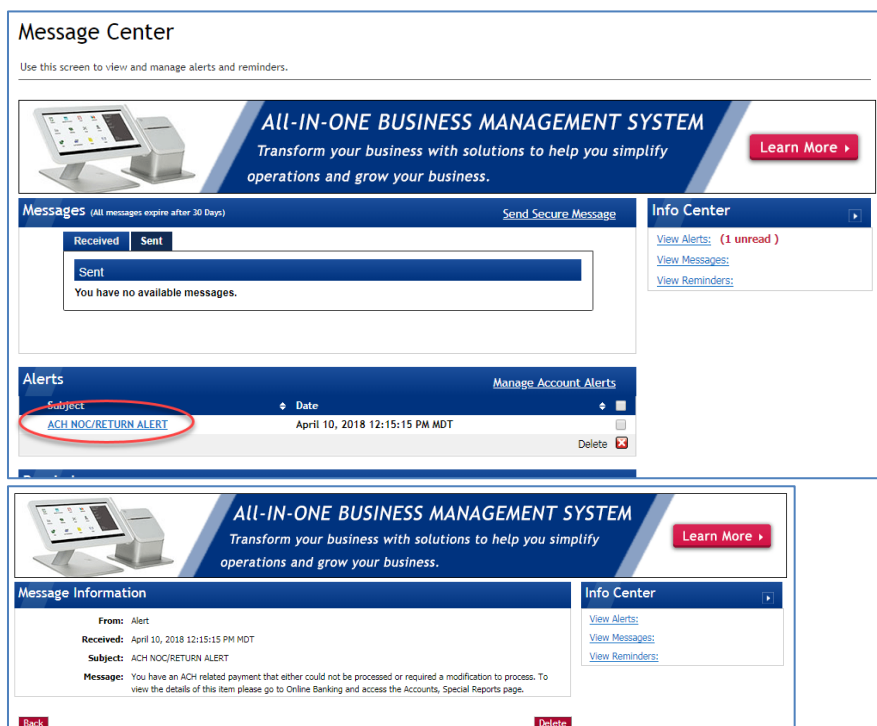 Message Center
Use this screen to view and manage alerts and reminders.
All-IN-ONE BUSINESS MANAGEMENT SYSTEM
Transform your business with solutions to help you simplify
operations and grow your business.
Learn More
Messages (All messages expire after 30 Days) Send Secure Message
Received Sent
Sent
You have no available messages.
Info Center
View Alerts: (1 unread )
View Messages:
View Reminders:
Alerts Manage Account Alerts
Subject Date
ACH NOC/RETURN ALERT April 10, 2018 12:15:15 PM MDT
Delete
All-IN-ONE BUSINESS MANAGEMENT SYSTEM
Transform your business with solutions to help you simplify
operations and grow your business.
Learn More
Message Information
From: Alert
Received: April 10, 2018 12:15:15 PM MDT
Subject: ACH NOC/RETURN ALERT
Message: You have an ACH related payment that either could not be processed or required a modification to process. To
view the details of this item please go to Online Banking and access the Accounts, Special Reports page.
Info Center
View Alerts:
View Messages:
View Reminders:
Back Delete